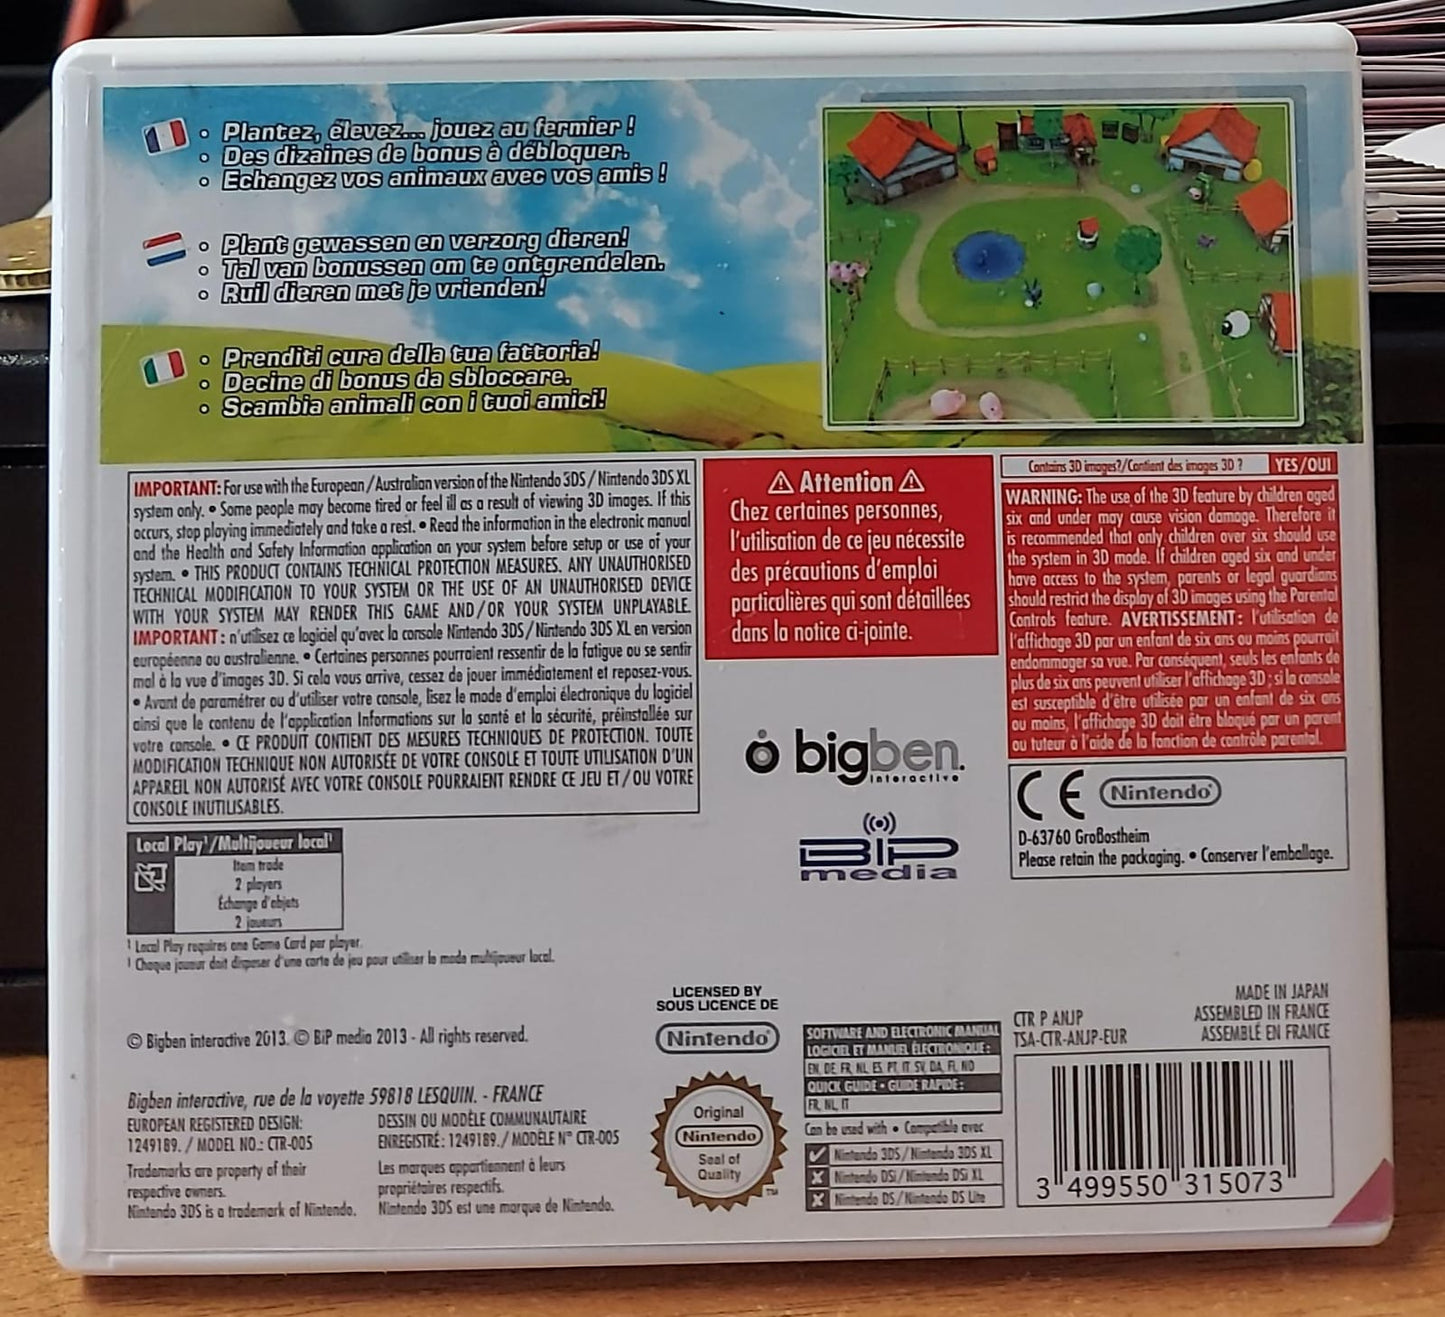 Plantez, élevez... jouez au fermier !
Des dizaines de bonus à débloquer.
Echangez vos animaux avec vos amis !
Plant gewassen en verzorg dieren!
Tal van bonussen om te ontgrendelen.
Ruil dieren met je vrienden!
Prenditi cura della tua fattoria!
Decine di bonus da sbloccare.
Scambia animali con i tuoi amici!
IMPORTANT: For use with the European/Australian version of the Nintendo 3DS/Nintendo 3DS XL
system only. • Some people may become tired or feel ill as a result of viewing 3D images. If this
occurs, stop playing immediately and take a rest. • Read the information in the electronic manual
and the Health and Safety Information application on your system before setup or use of your
system. • THIS PRODUCT CONTAINS TECHNICAL PROTECTION MEASURES. ANY UNAUTHORISED
TECHNICAL MODIFICATION TO YOUR SYSTEM OR THE USE OF AN UNAUTHORISED DEVICE
WITH YOUR SYSTEM MAY RENDER THIS GAME AND/OR YOUR SYSTEM UNPLAYABLE.
IMPORTANT : n'utilisez ce logiciel qu'avec la console Nintendo 3DS/Nintendo 3DS XL en version
européenne ou australienne. • Certaines personnes pourraient ressentir de la fatigue ou se sentir
mal à la vue d'images 3D. Si cela vous arrive, cessez de jouer immédiatement et reposez-vous.
• Avant de paramétrer ou d'utiliser votre console, lisez le mode d'emploi électronique du logiciel
ainsi que le contenu de l'application Informations sur la santé et la sécurité, préinstallée sur
votre console. • CE PRODUIT CONTIENT DES MESURES TECHNIQUES DE PROTECTION. TOUTE
MODIFICATION TECHNIQUE NON AUTORISÉE DE VOTRE CONSOLE ET TOUTE UTILISATION D'UN
APPAREIL NON AUTORISÉ AVEC VOTRE CONSOLE POURRAIENT RENDRE CE JEU ET/OU VOTRE
CONSOLE INUTILISABLES.
Attention
Chez certaines personnes,
l'utilisation de ce jeu nécessite
des précautions d'emploi
particulières qui sont détaillées
dans la notice ci-jointe.
Contains 3D images?/Contient des images 3D ? YES/OUI
WARNING: The use of the 3D feature by children aged
six and under may cause vision damage. Therefore it
is recommended that only children over six should use
the system in 3D mode. If children aged six and under
have access to the system, parents or legal guardians
should restrict the display of 3D images using the Parental
Controls feature. AVERTISSEMENT : l'utilisation de
l'affichage 3D par un enfant de six ans ou moins pourrait
endommager sa vue. Par conséquent, seuls les enfants de
plus de six ans peuvent utiliser l'affichage 3D ; si la console
est susceptible d'être utilisée par un enfant de six ans
ou moins, l'affichage 3D doit être bloqué par un parent
ou tuteur à l'aide de la fonction de contrôle parental.
bigben.
Interactive
BiP
media
CE Nintendo®
D-63760 Großostheim
Please retain the packaging. • Conserver l'emballage.
Local Play¹/Multijoueur local¹
Item trade
2 players
Échange d'objets
2 joueurs
¹ Local Play requires one Game Card per player.
¹ Chaque joueur doit disposer d'une carte de jeu pour utiliser le mode multijoueur local.
© Bigben interactive 2013. © BiP media 2013 - All rights reserved.
Bigben interactive, rue de la voyette 59818 LESQUIN. - FRANCE
EUROPEAN REGISTERED DESIGN:
1249189. / MODEL NO.: CTR-005
Trademarks are property of their
respective owners.
Nintendo 3DS is a trademark of Nintendo.
DESSIN OU MODÈLE COMMUNAUTAIRE
ENREGISTRÉ : 1249189. / MODÈLE N° CTR-005
Les marques appartiennent à leurs
propriétaires respectifs.
Nintendo 3DS est une marque de Nintendo.
LICENSED BY
SOUS LICENCE DE
Nintendo®
Original
Nintendo
Seal of
Quality
TM
SOFTWARE AND ELECTRONIC MANUAL
LOGICIEL ET MANUEL ÉLECTRONIQUE :
EN, DE, FR, NL, ES, PT, IT, SV, DA, FI, NO
QUICK GUIDE • GUIDE RAPIDE :
FR, NL, IT
Can be used with • Compatible avec
Nintendo 3DS/Nintendo 3DS XL
Nintendo DSi/Nintendo DSi XL
Nintendo DS/Nintendo DS Lite
CTR P ANJP
TSA-CTR-ANJP-EUR
MADE IN JAPAN
ASSEMBLED IN FRANCE
ASSEMBLÉ EN FRANCE
3 499550 315073